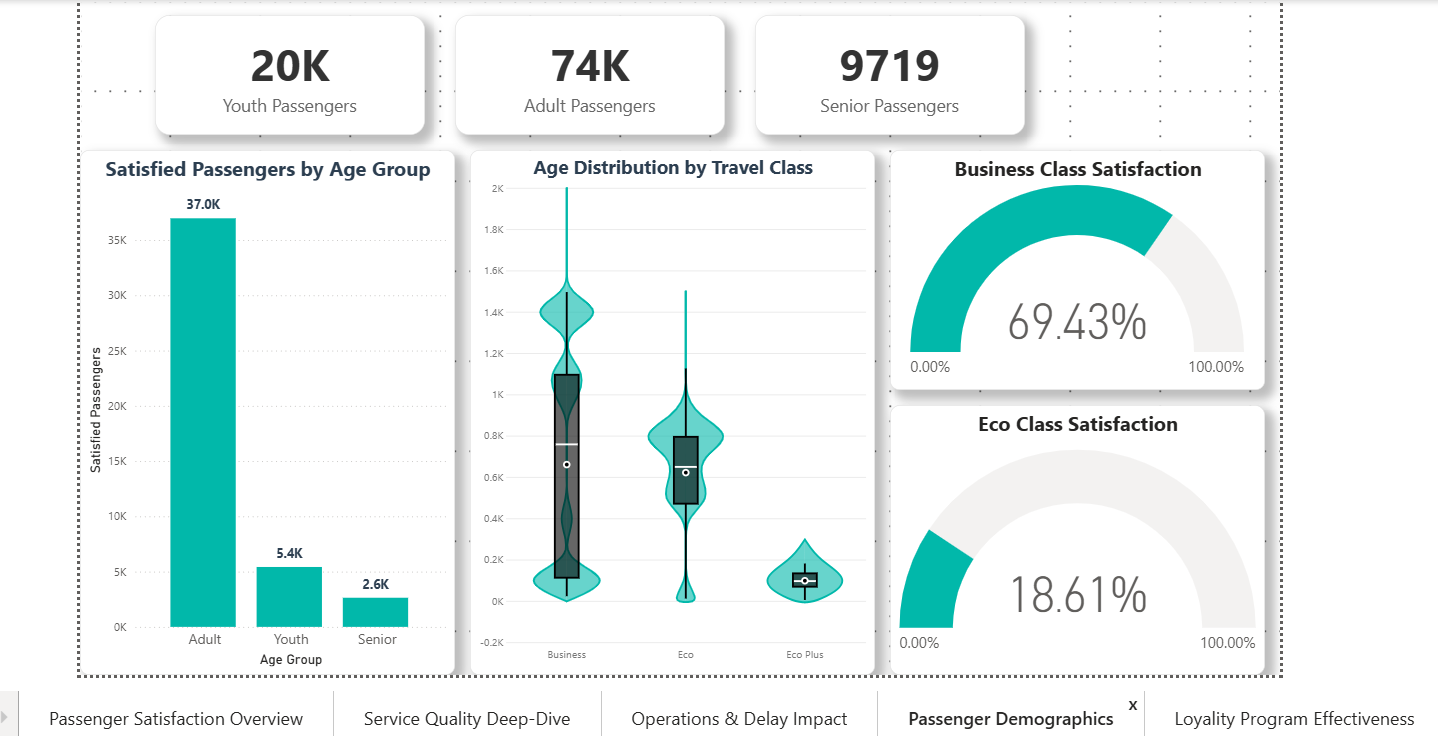 20K
Youth Passengers
74K
Adult Passengers
9719
Senior Passengers
Satisfied Passengers by Age Group
Satisfied Passengers
35K
30K
25K
20K
15K
10K
5K
0K
37.0K
5.4K
2.6K
Adult
Youth
Senior
Age Group
Age Distribution by Travel Class
2K
1.8K
1.6K
1.4K
1.2K
1K
0.8K
0.6K
0.4K
0.2K
0K
-0.2K
Business
Eco
Eco Plus
Business Class Satisfaction
69.43%
0.00%
100.00%
Eco Class Satisfaction
18.61%
0.00%
100.00%
Passenger Satisfaction Overview
Service Quality Deep-Dive
Operations & Delay Impact
Passenger Demographics
x
Loyality Program Effectiveness